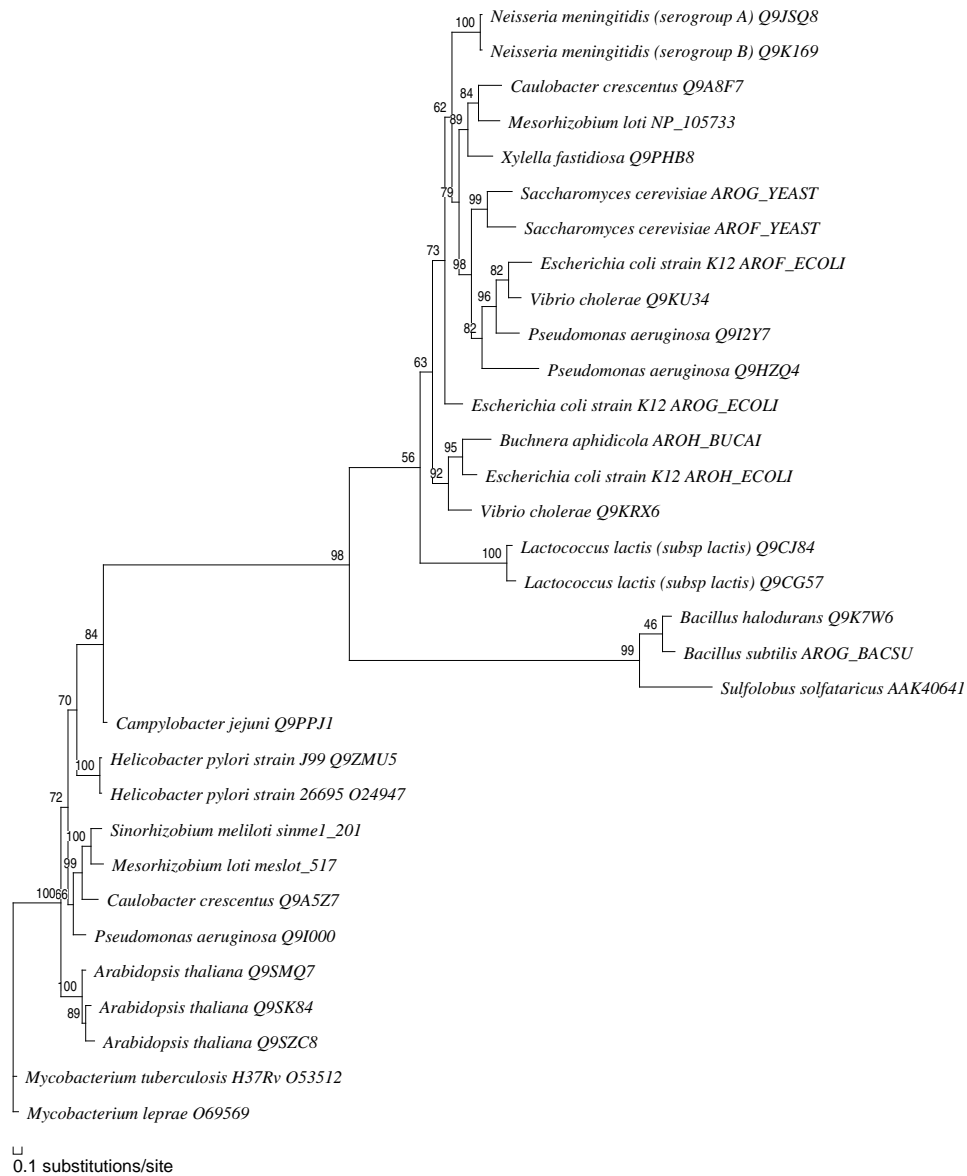 Neisseria meningitidis (serogroup A) Q9JSQ8
100
Neisseria meningitidis (serogroup B) Q9K169
Caulobacter crescentus Q9A8F7
84
62
89
Mesorhizobium loti NP_105733
Xylella fastidiosa Q9PHB8
79
Saccharomyces cerevisiae AROG_YEAST
99
Saccharomyces cerevisiae AROF_YEAST
73
98
Escherichia coli strain K12 AROF_ECOLI
82
Vibrio cholerae Q9KU34
96
82
Pseudomonas aeruginosa Q9I2Y7
63
Pseudomonas aeruginosa Q9HZQ4
Escherichia coli strain K12 AROG_ECOLI
Buchnera aphidicola AROH_BUCAI
95
56
92
Escherichia coli strain K12 AROH_ECOLI
Vibrio cholerae Q9KRX6
98
Lactococcus lactis (subsp lactis) Q9CJ84
100
Lactococcus lactis (subsp lactis) Q9CG57
Bacillus halodurans Q9K7W6
46
84
99
Bacillus subtilis AROG_BACSU
Sulfolobus solfataricus AAK40641
70
Campylobacter jejuni Q9PPJ1
Helicobacter pylori strain J99 Q9ZMU5
100
Helicobacter pylori strain 26695 O24947
72
Sinorhizobium meliloti sinme1_201
100
99
Mesorhizobium loti meslot_517
100
66
Caulobacter crescentus Q9A5Z7
Pseudomonas aeruginosa Q9I000
Arabidopsis thaliana Q9SMQ7
100
Arabidopsis thaliana Q9SK84
89
Arabidopsis thaliana Q9SZC8
Mycobacterium tuberculosis H37Rv O53512
Mycobacterium leprae O69569
0.1 substitutions/site